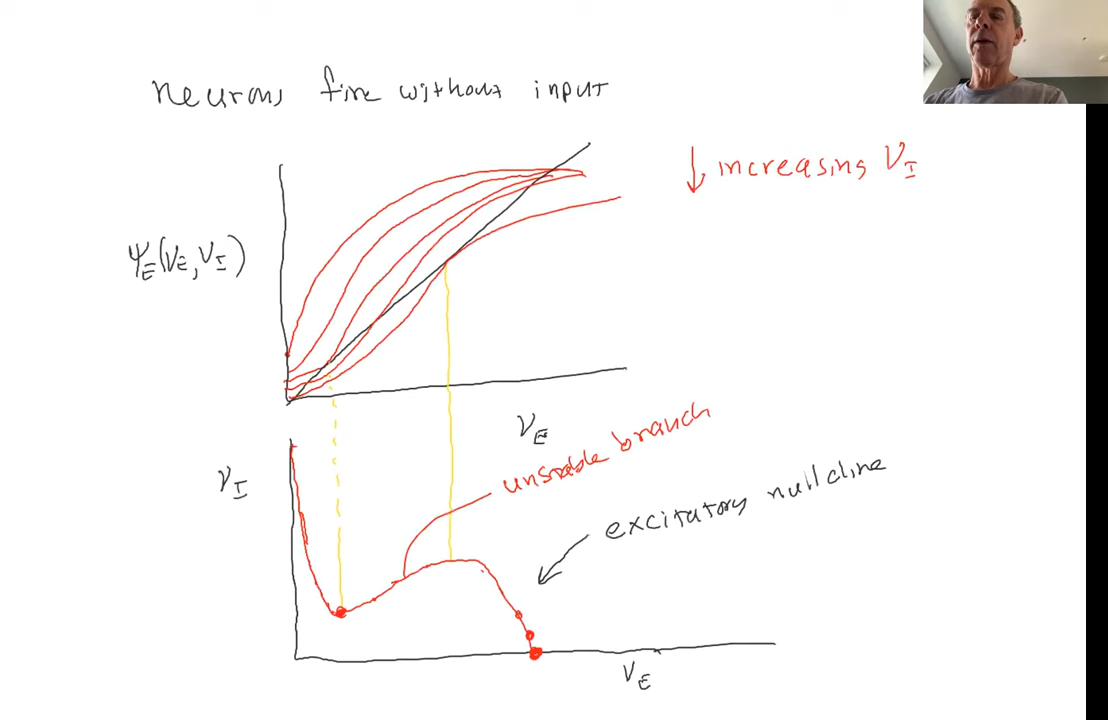 neurons fire without input
↓ increasing ν_I
ψ_E(ν_E, ν_I)
ν_E
unstable branch
ν_I
excitatory nullcline
ν_E